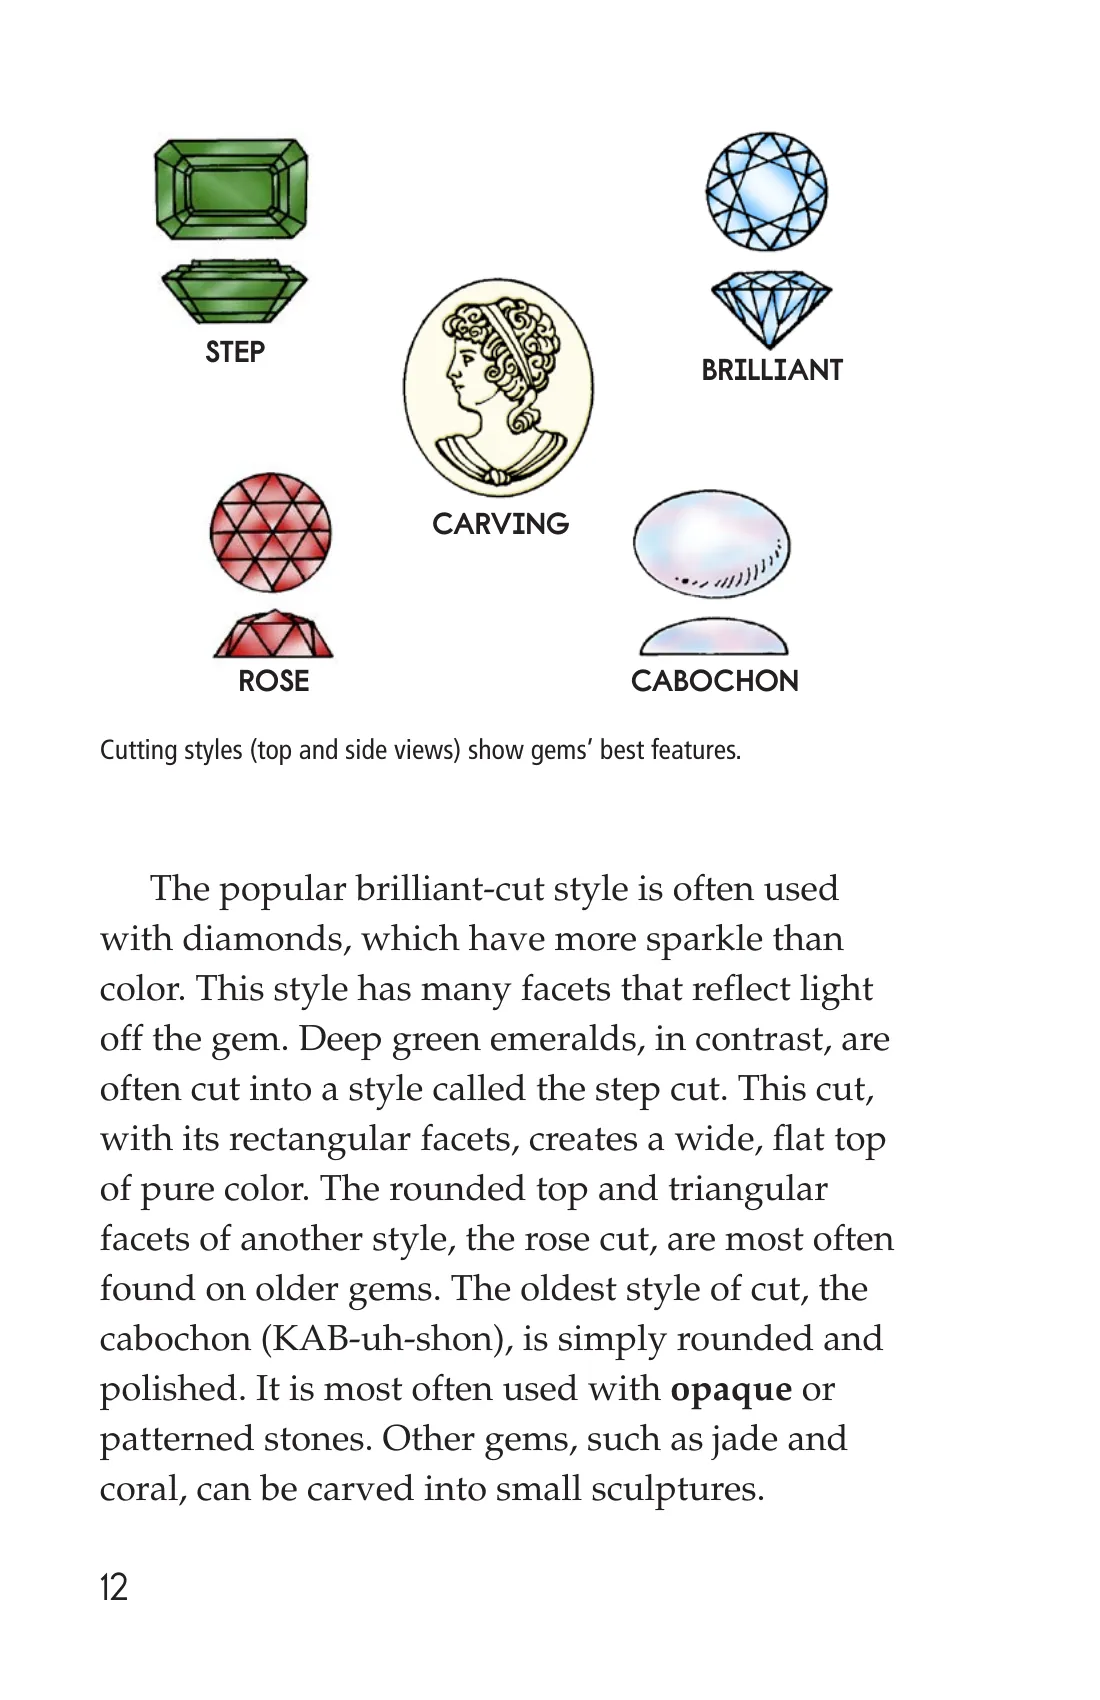 STEP
BRILLIANT
CARVING
ROSE
CABOCHON
Cutting styles (top and side views) show gems’ best features.
The popular brilliant-cut style is often used
with diamonds, which have more sparkle than
color. This style has many facets that reflect light
off the gem. Deep green emeralds, in contrast, are
often cut into a style called the step cut. This cut,
with its rectangular facets, creates a wide, flat top
of pure color. The rounded top and triangular
facets of another style, the rose cut, are most often
found on older gems. The oldest style of cut, the
cabochon (KAB-uh-shon), is simply rounded and
polished. It is most often used with opaque or
patterned stones. Other gems, such as jade and
coral, can be carved into small sculptures.
12